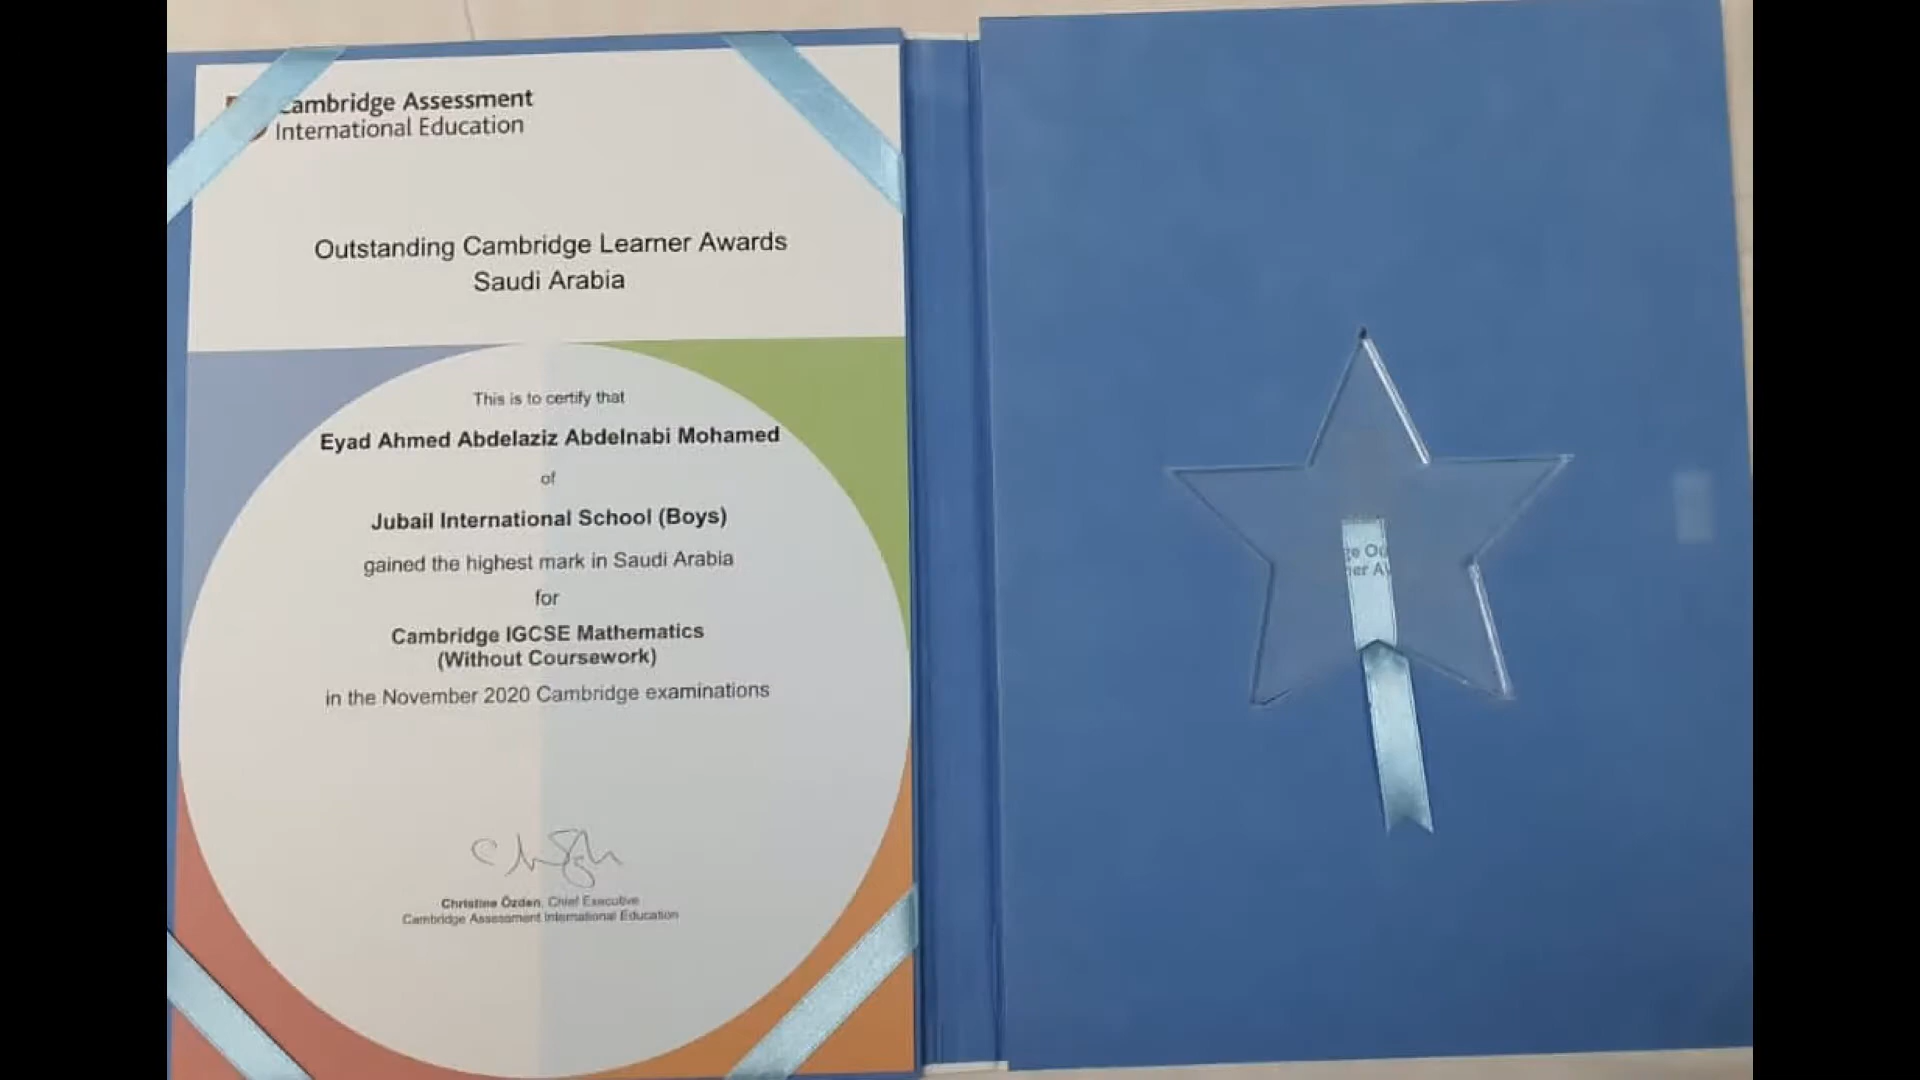 Cambridge Assessment
International Education
Outstanding Cambridge Learner Awards
Saudi Arabia
This is to certify that
Eyad Ahmed Abdelaziz Abdelnabi Mohamed
of
Jubail International School (Boys)
gained the highest mark in Saudi Arabia
for
Cambridge IGCSE Mathematics
(Without Coursework)
in the November 2020 Cambridge examinations
Christine Özden, Chief Executive
Cambridge Assessment International Education